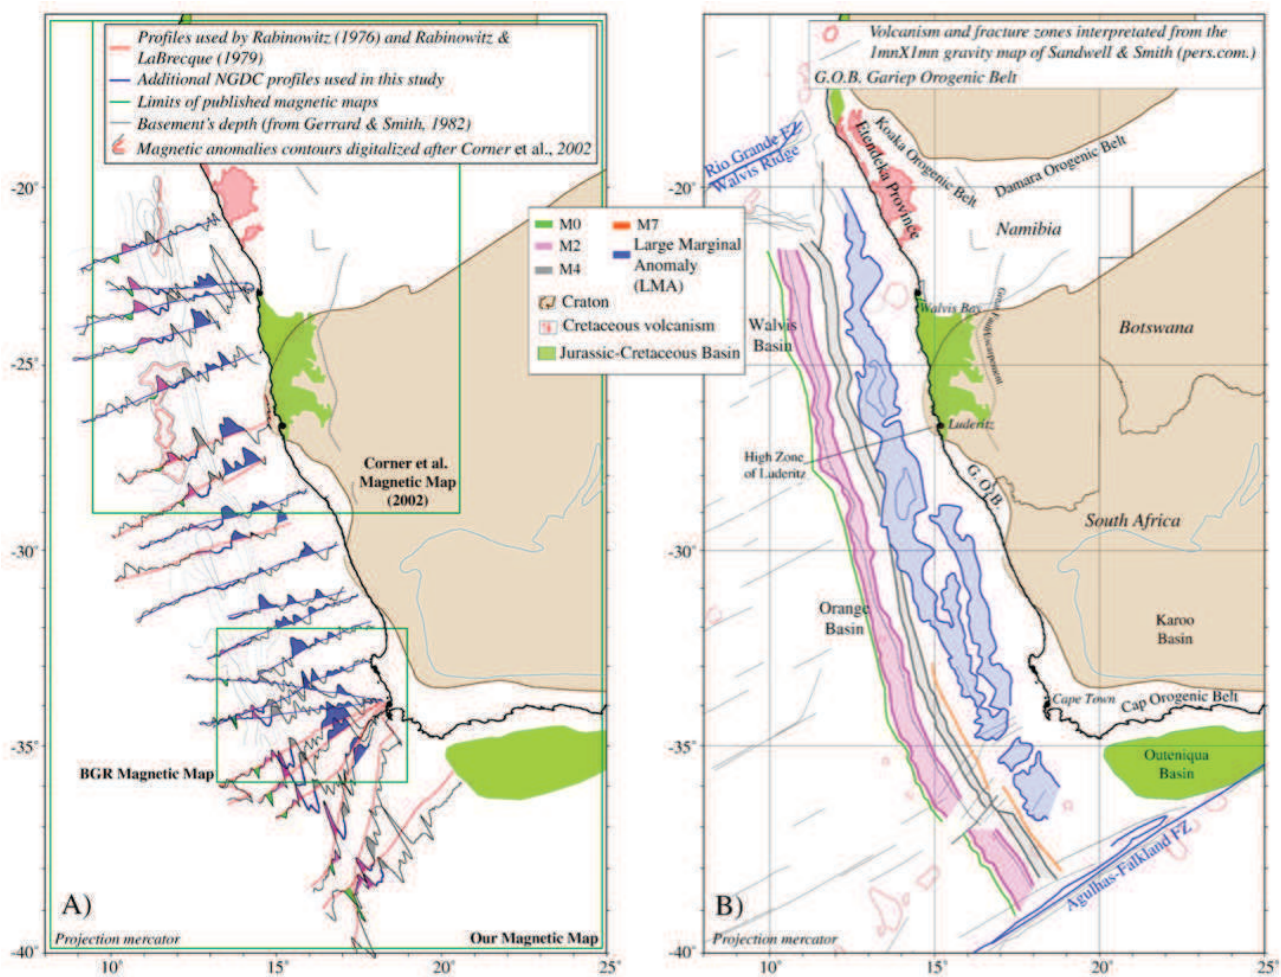 Profiles used by Rabinowitz (1976) and Rabinowitz &
LaBrecque (1979)
Additional NGDC profiles used in this study
Limits of published magnetic maps
Basement's depth (from Gerrard & Smith, 1982)
Magnetic anomalies contours digitalized after Corner et al., 2002
-20°
-25°
-30°
-35°
-40°
Corner et al.
Magnetic Map
(2002)
BGR Magnetic Map
A)
Projection mercator
Our Magnetic Map
10°
15°
20°
25°
M0
M2
M4
M7
Large Marginal
Anomaly
(LMA)
Craton
Cretaceous volcanism
Jurassic-Cretaceous Basin
Volcanism and fracture zones interpretated from the
1mnX1mn gravity map of Sandwell & Smith (pers.com.)
G.O.B. Gariep Orogenic Belt
Rio Grande FZ
Walvis Ridge
Etendeka Province
Koaka Orogenic Belt
Damara Orogenic Belt
Namibia
-20°
Walvis Bay
Great Fault/Escarpment
Walvis
Basin
Botswana
-25°
Luderitz
High Zone
of Luderitz
G.O.B.
South Africa
-30°
Orange
Basin
Karoo
Basin
Cape Town
Cap Orogenic Belt
-35°
Outeniqua
Basin
Agulhas-Falkland FZ
B)
Projection mercator
-40°
10°
15°
20°
25°